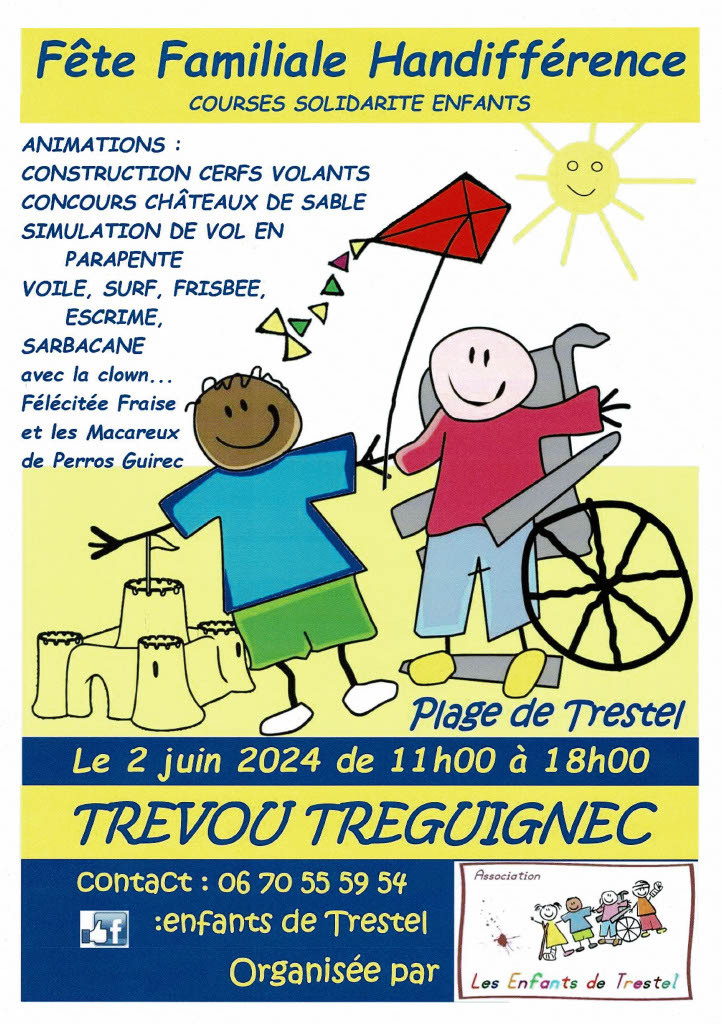 Fête Familiale Handifférence
COURSES SOLIDARITE ENFANTS
ANIMATIONS :
CONSTRUCTION CERFS VOLANTS
CONCOURS CHÂTEAUX DE SABLE
SIMULATION DE VOL EN
PARAPENTE
VOILE, SURF, FRISBEE,
ESCRIME,
SARBACANE
avec la clown...
Félécitée Fraise
et les Macareux
de Perros Guirec
Plage de Trestel
Le 2 juin 2024 de 11h00 à 18h00
TREVOU TREGUIGNEC
contact : 06 70 55 59 54
f :enfants de Trestel
Organisée par
Association
Les Enfants de Trestel